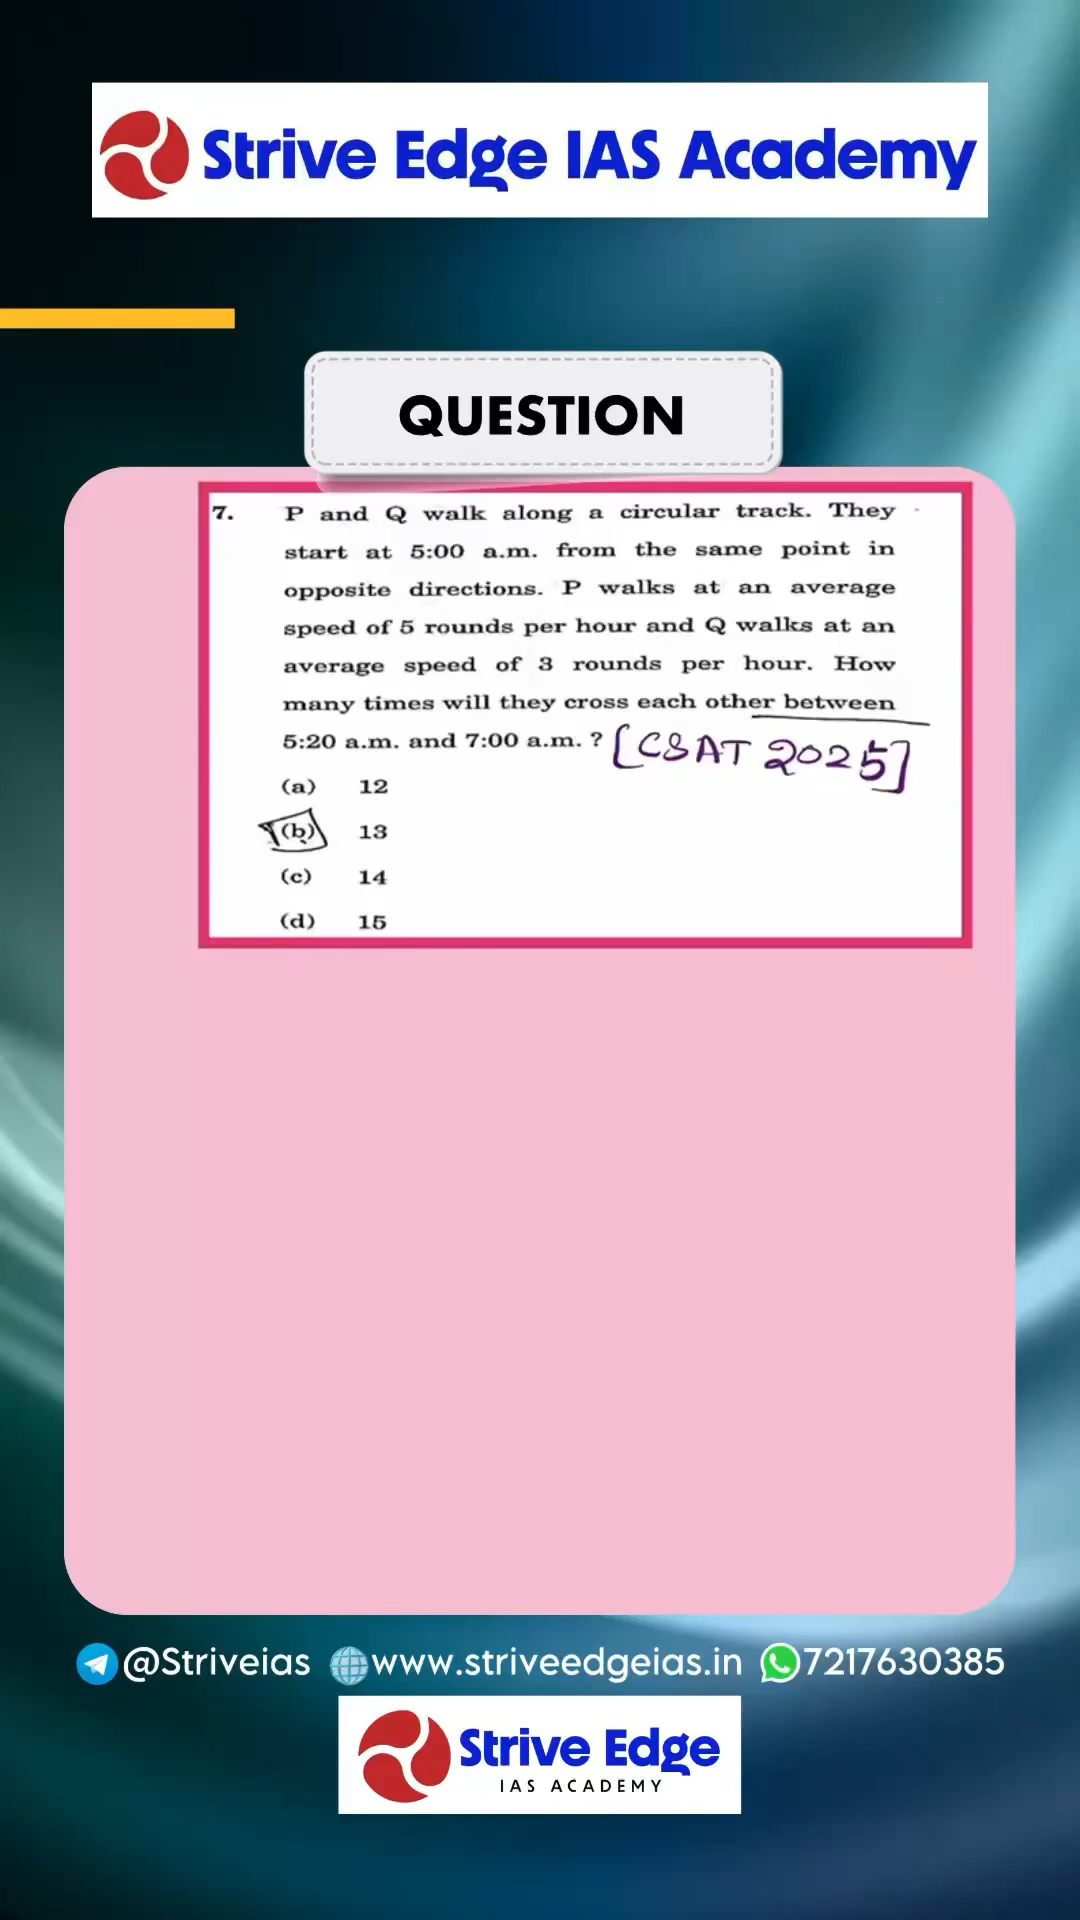 Strive Edge IAS Academy
QUESTION
7. P and Q walk along a circular track. They
start at 5:00 a.m. from the same point in
opposite directions. P walks at an average
speed of 5 rounds per hour and Q walks at an
average speed of 3 rounds per hour. How
many times will they cross each other between
5:20 a.m. and 7:00 a.m. ? [CSAT 2025]
(a) 12
(b) 13
(c) 14
(d) 15
@Striveias www.striveedgeias.in 7217630385
Strive Edge
IAS ACADEMY